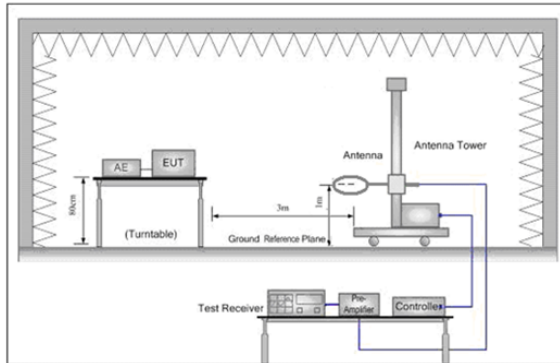 AE
EUT
Antenna
Antenna Tower
80cm
(Turntable)
3m
1m
Ground Reference Plane
Test Receiver
Pre-
Amplifier
Controller